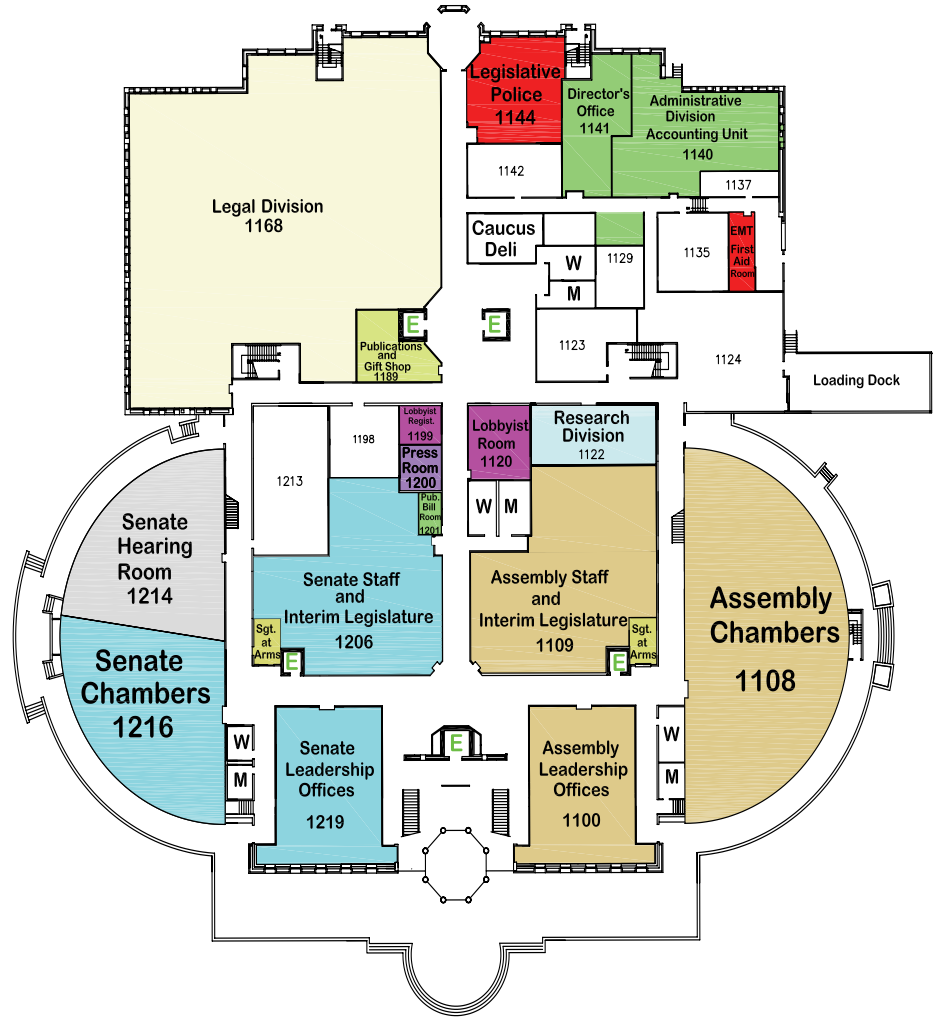 Legislative
Police
1144
Director's
Office
1141
Administrative
Division
Accounting Unit
1140
1142
1137
Legal Division
1168
Caucus
Deli
W
M
1129
1135
EMT
First
Aid
Room
E
E
Publications
and
Gift Shop
1189
1123
1124
Loading Dock
Lobbyist
Regist.
1199
1198
Press
Room
1200
1213
Pub.
Bill
Room
1201
Lobbyist
Room
1120
Research
Division
1122
W
M
Senate
Hearing
Room
1214
Senate Staff
and
Interim Legislature
1206
Assembly Staff
and
Interim Legislature
1109
Sgt.
at
Arms
E
Sgt.
at
Arms
E
Assembly
Chambers
1108
Senate
Chambers
1216
W
M
Senate
Leadership
Offices
1219
E
Assembly
Leadership
Offices
1100
W
M